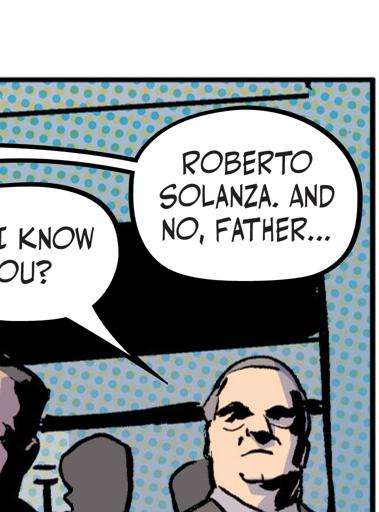 I KNOW
OU?
ROBERTO
SOLANZA. AND
NO, FATHER...